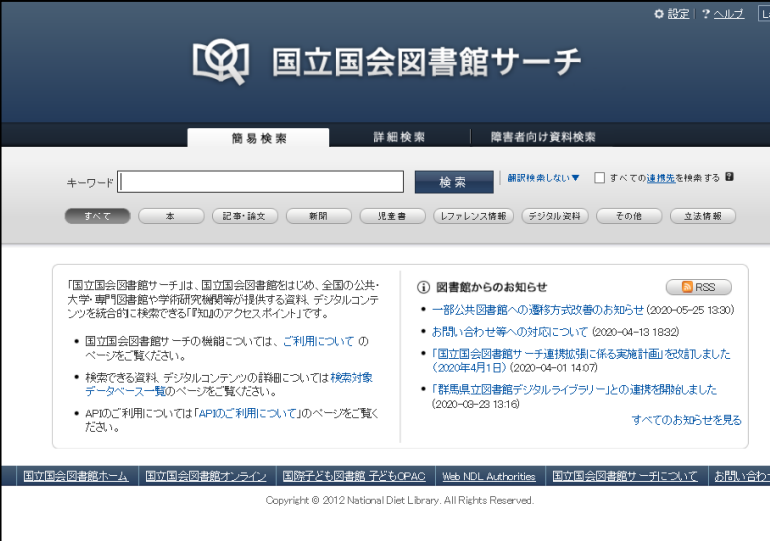 設定 ? ヘルプ
国立国会図書館サーチ
簡易検索 詳細検索 障害者向け資料検索
キーワード 検索 翻訳検索しない▼ すべての連携先を検索する ?
すべて 本 記事・論文 新聞 児童書 レファレンス情報 デジタル資料 その他 立法情報
「国立国会図書館サーチ」は、国立国会図書館をはじめ、全国の公共・
大学・専門図書館や学術研究機関等が提供する資料、デジタルコンテ
ンツを統合的に検索できる「『知』のアクセスポイント」です。
• 国立国会図書館サーチの機能については、ご利用について の
ページをご覧ください。
• 検索できる資料、デジタルコンテンツの詳細については検索対象
データベース一覧のページをご覧ください。
• APIのご利用については「APIのご利用について」のページをご覧く
ださい。
図書館からのお知らせ RSS
• 一部公共図書館への遷移方式改善のお知らせ (2020-05-25 13:30)
• お問い合わせ等への対応について (2020-04-13 18:32)
• 「国立国会図書館サーチ連携拡張に係る実施計画」を改訂しました
(2020年4月1日) (2020-04-01 14:07)
• 「群馬県立図書館デジタルライブラリー」との連携を開始しました
(2020-03-23 13:16)
すべてのお知らせを見る
国立国会図書館ホーム 国立国会図書館オンライン 国際子ども図書館 子どもOPAC Web NDL Authorities 国立国会図書館サーチについて お問い合わ
Copyright © 2012 National Diet Library. All Rights Reserved.